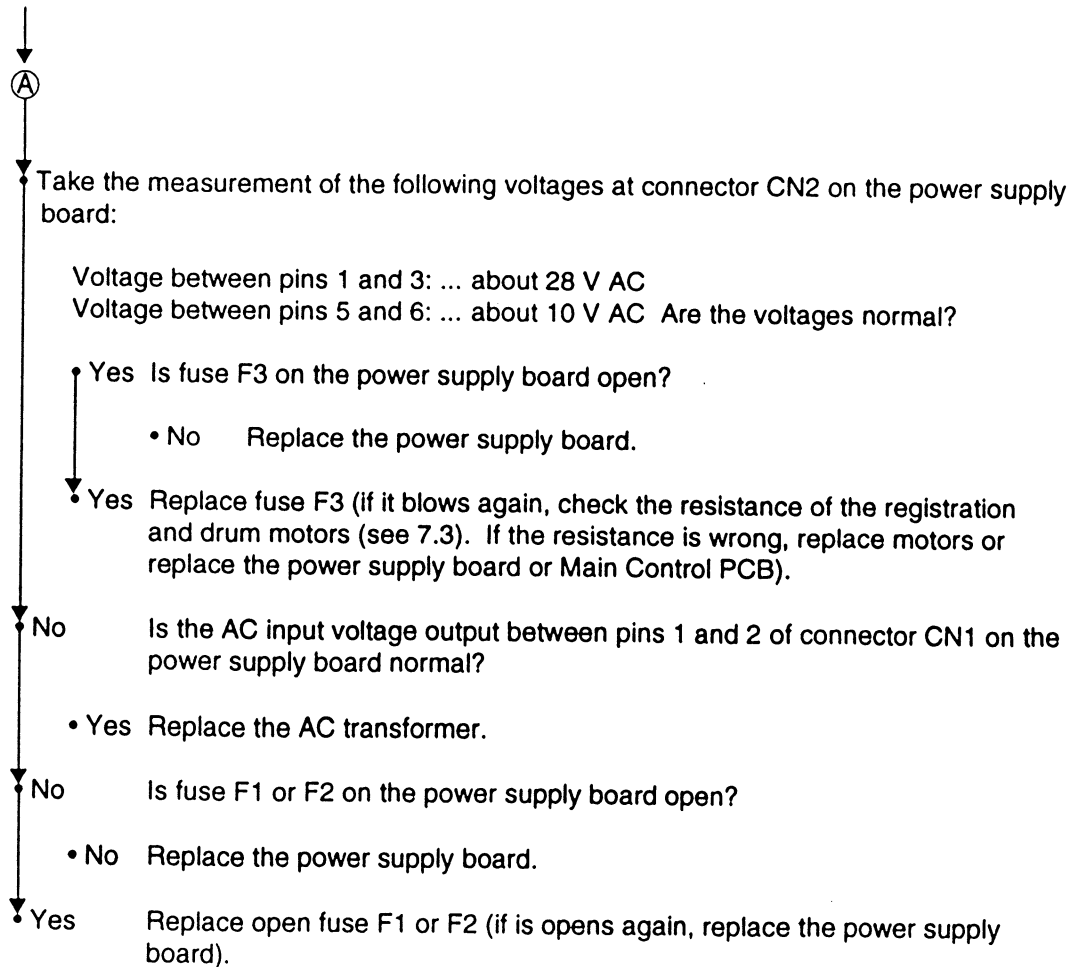 A
• Take the measurement of the following voltages at connector CN2 on the power supply
board:
Voltage between pins 1 and 3: ... about 28 V AC
Voltage between pins 5 and 6: ... about 10 V AC Are the voltages normal?
• Yes Is fuse F3 on the power supply board open?
• No Replace the power supply board.
• Yes Replace fuse F3 (if it blows again, check the resistance of the registration
and drum motors (see 7.3). If the resistance is wrong, replace motors or
replace the power supply board or Main Control PCB).
• No Is the AC input voltage output between pins 1 and 2 of connector CN1 on the
power supply board normal?
• Yes Replace the AC transformer.
• No Is fuse F1 or F2 on the power supply board open?
• No Replace the power supply board.
• Yes Replace open fuse F1 or F2 (if is opens again, replace the power supply
board).